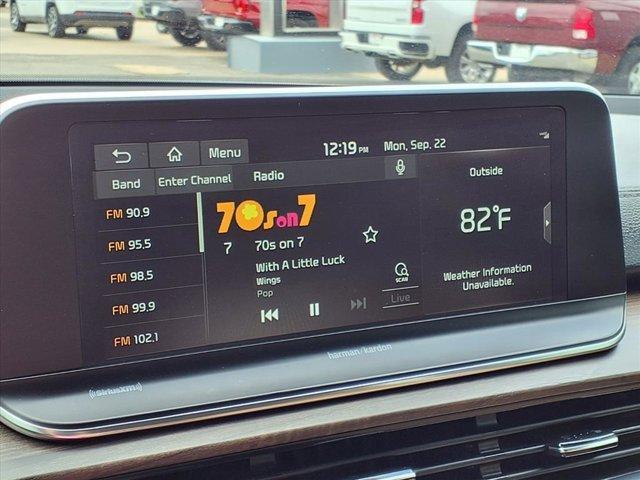 12:19 PM Mon, Sep. 22
Menu
Band Enter Channel Radio
FM 90.9
FM 95.5
FM 98.5
FM 99.9
FM 102.1
70s on 7
7 70s on 7
With A Little Luck
Wings
Pop
SCAN
Live
Outside
82°F
Weather Information
Unavailable.
harman/kardon
((SiriusXM))